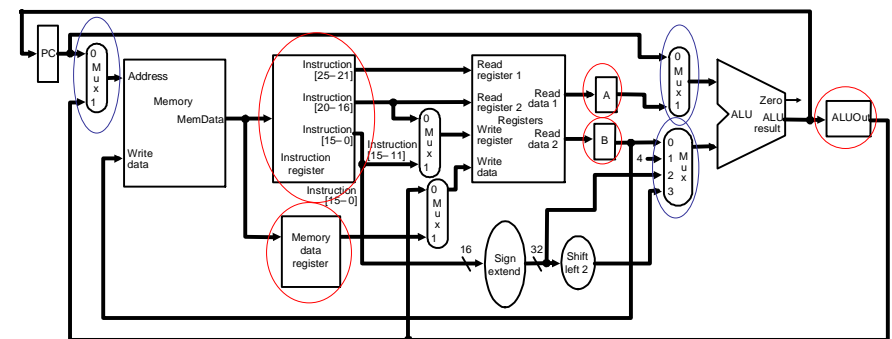 PC
0
M
u
x
1
Address
Memory
MemData
Write
data
Instruction
[25–21]
Instruction
[20–16]
Instruction
[15–0]
Instruction
register
Instruction
[15–11]
Instruction
[15–0]
Memory
data
register
0
M
u
x
1
0
M
u
x
1
Read
register 1
Read
register 2
Registers
Write
register
Write
data
Read
data 1
Read
data 2
16
Sign
extend
32
Shift
left 2
A
B
4
0
M
u
x
1
0
1
2
3
M
u
x
ALU
Zero
ALU
result
ALUOut